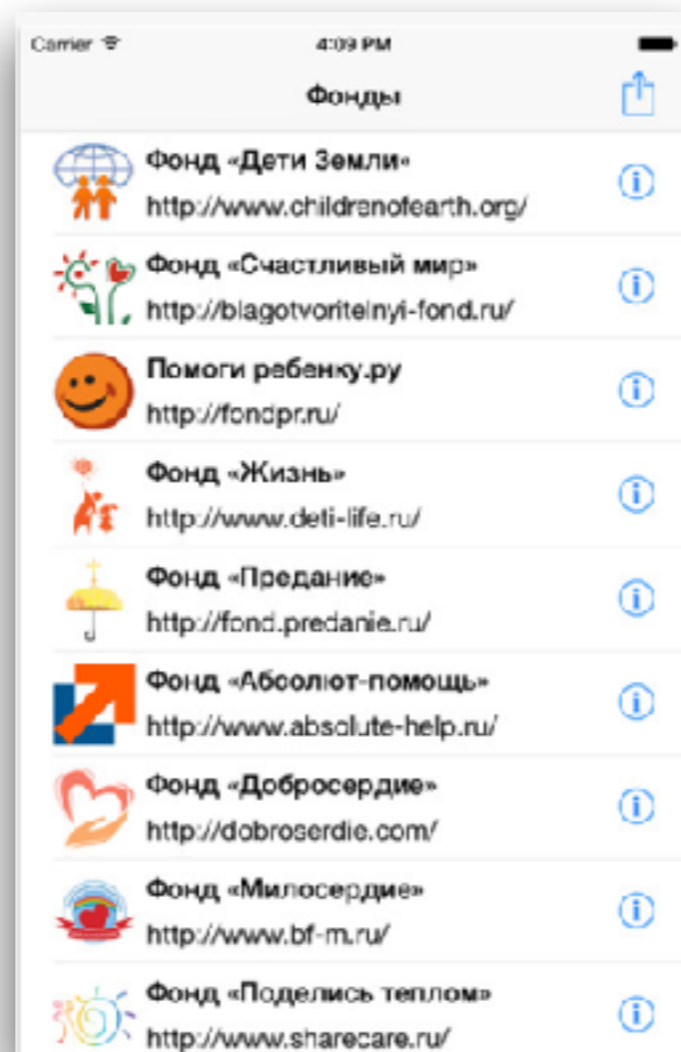 Carrier
4:09 PM
Фонды
Фонд «Дети Земли»
http://www.childrenofearth.org/
Фонд «Счастливый мир»
http://blagotvoritelnyi-fond.ru/
Помоги ребенку.ру
http://fondpr.ru/
Фонд «Жизнь»
http://www.deti-life.ru/
Фонд «Предание»
http://fond.predanie.ru/
Фонд «Абсолют-помощь»
http://www.absolute-help.ru/
Фонд «Добросердие»
http://dobroserdie.com/
Фонд «Милосердие»
http://www.bf-m.ru/
Фонд «Поделись теплом»
http://www.sharecare.ru/